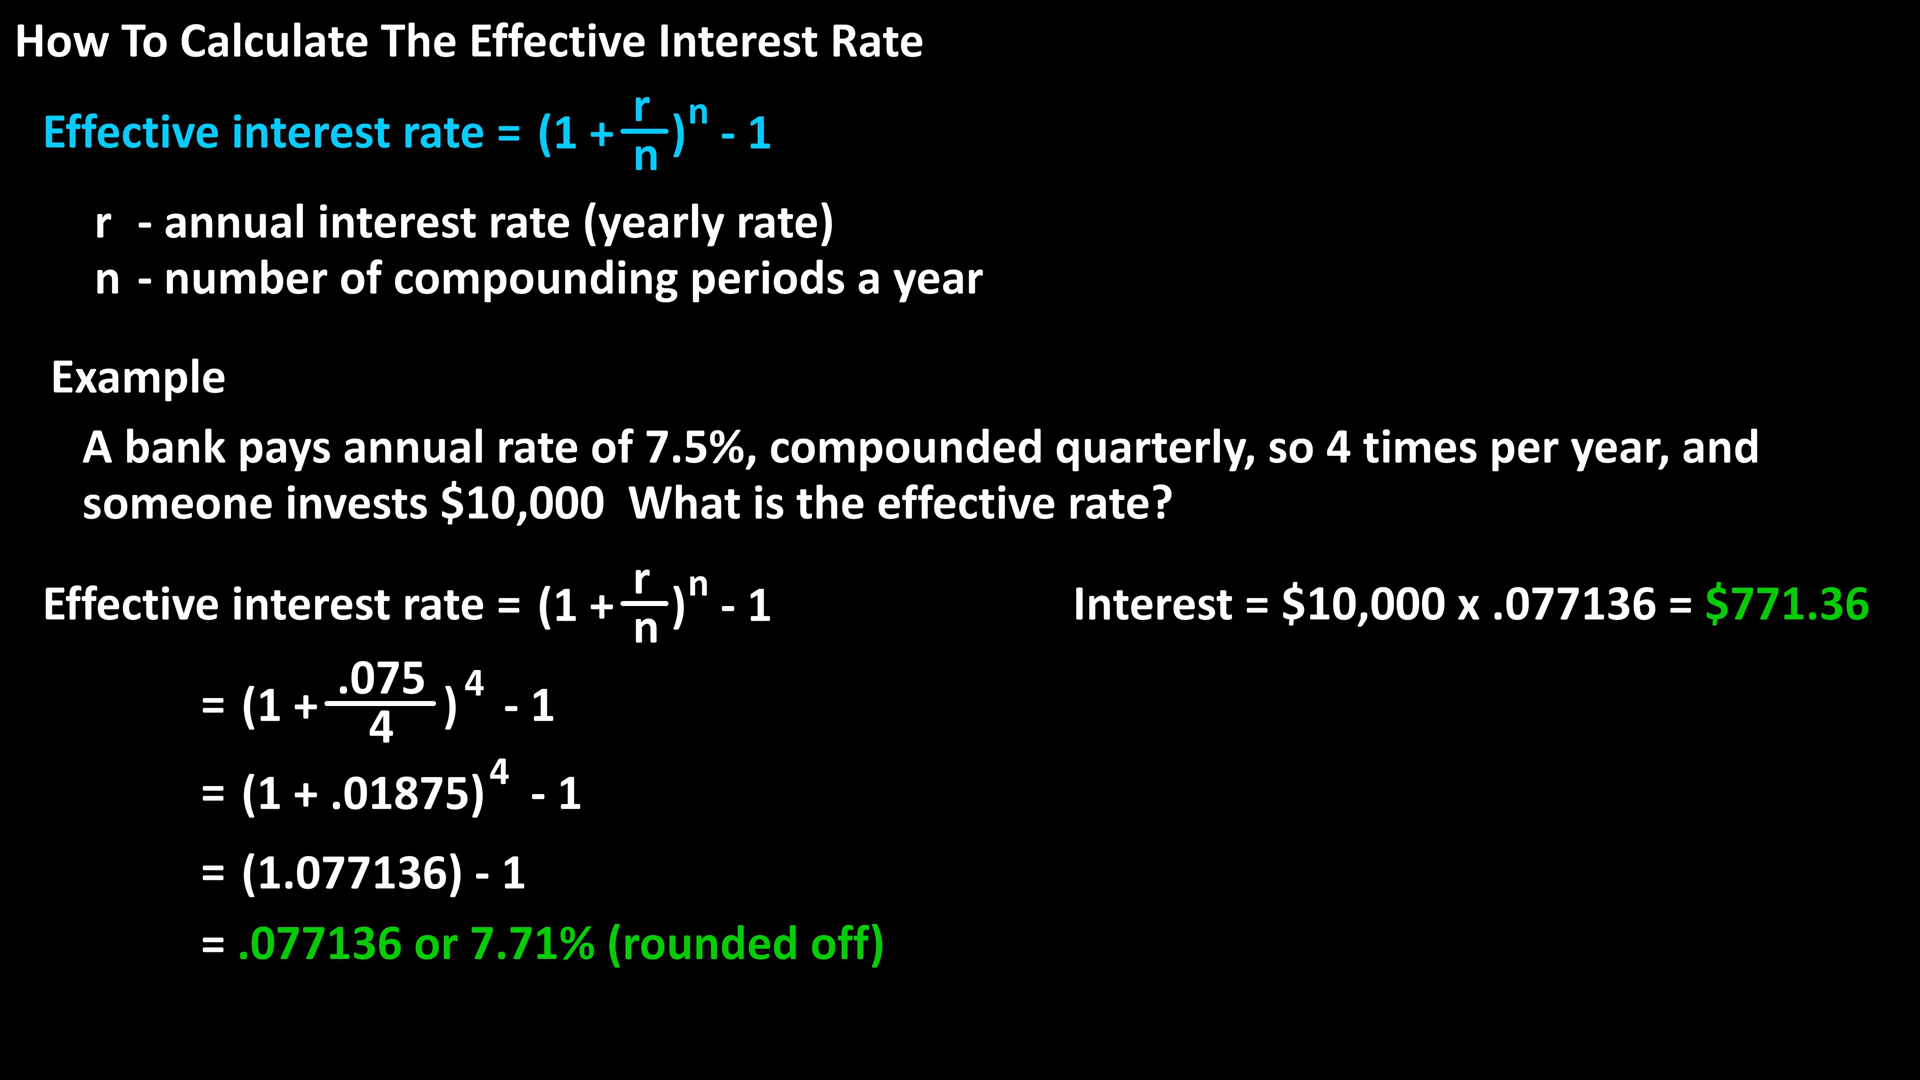 How To Calculate The Effective Interest Rate
Effective interest rate = (1 + r/n)^n - 1
r - annual interest rate (yearly rate)
n - number of compounding periods a year
Example
A bank pays annual rate of 7.5%, compounded quarterly, so 4 times per year, and
someone invests $10,000 What is the effective rate?
Effective interest rate = (1 + r/n)^n - 1
= (1 + .075/4)^4 - 1
= (1 + .01875)^4 - 1
= (1.077136) - 1
= .077136 or 7.71% (rounded off)
Interest = $10,000 x .077136 = $771.36